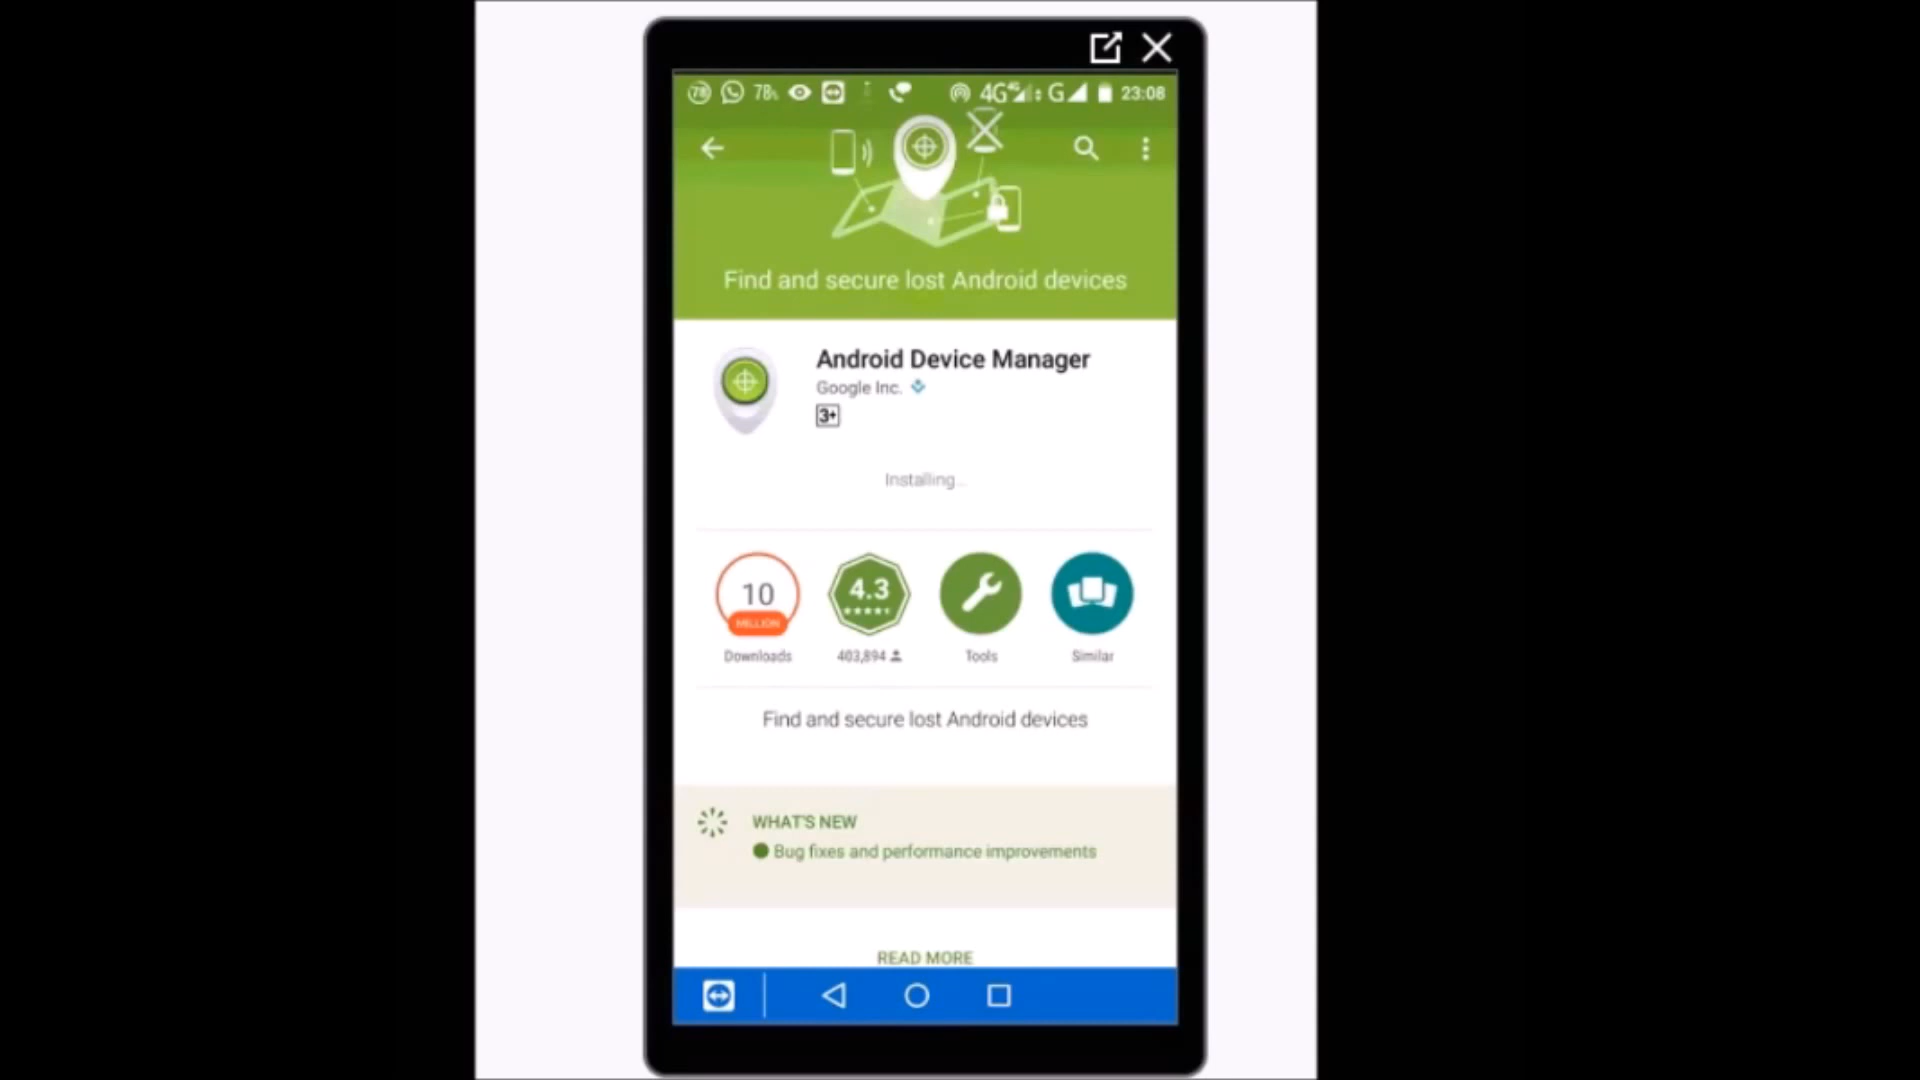 78 78% 4G 4G G 23:08
Find and secure lost Android devices
Android Device Manager
Google Inc.
3+
Installing...
10 4.3
MILLION
Downloads 403,894 Tools Similar
Find and secure lost Android devices
WHAT'S NEW
Bug fixes and performance improvements
READ MORE